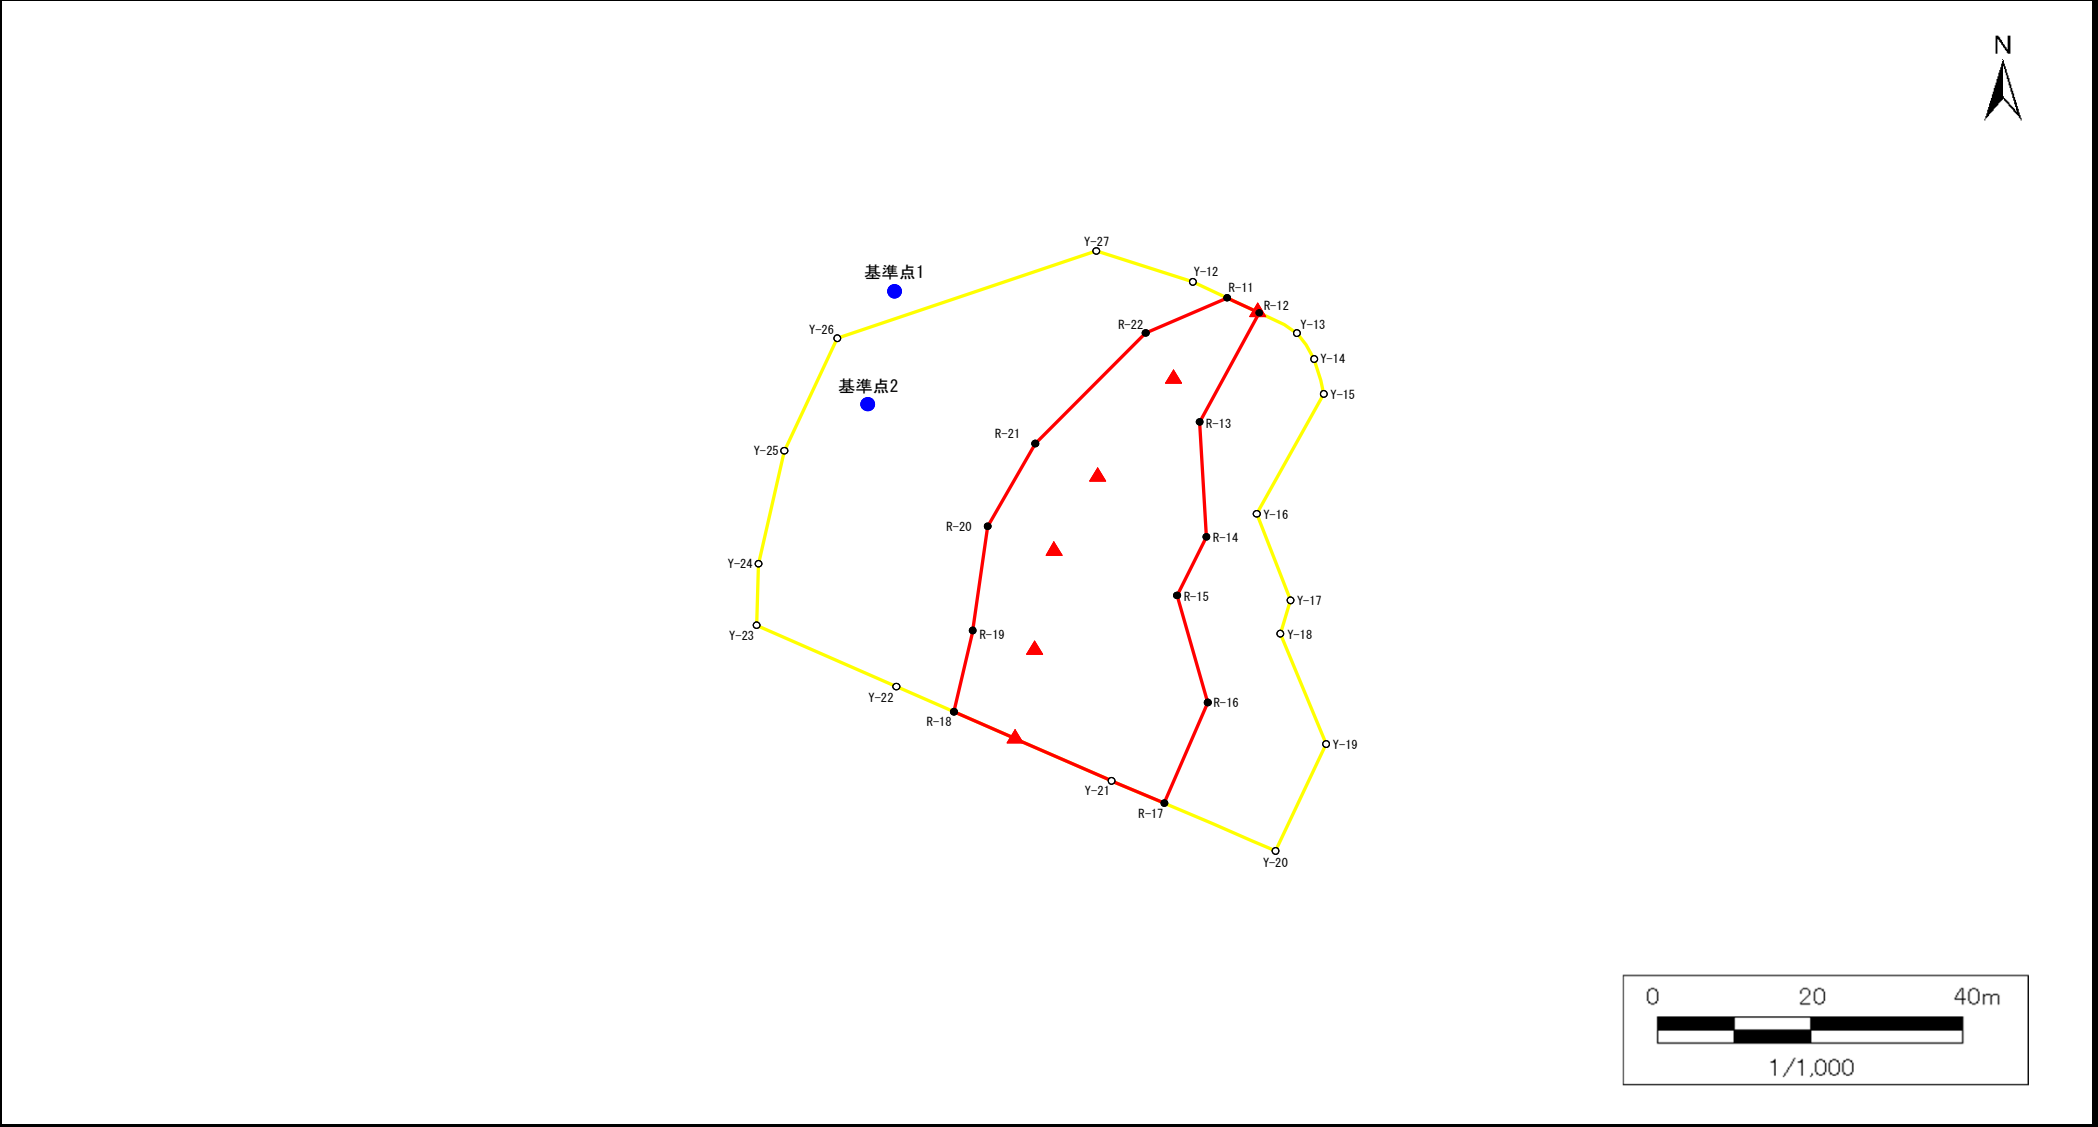 N
Y-27
基準点1
Y-12
R-11
R-12
Y-26
R-22
Y-13
Y-14
基準点2
Y-15
R-21
R-13
Y-25
Y-16
R-20
R-14
Y-24
R-15
Y-17
Y-23
R-19
Y-18
Y-22
R-16
R-18
Y-19
Y-21
R-17
Y-20
0 20 40m
1/1,000